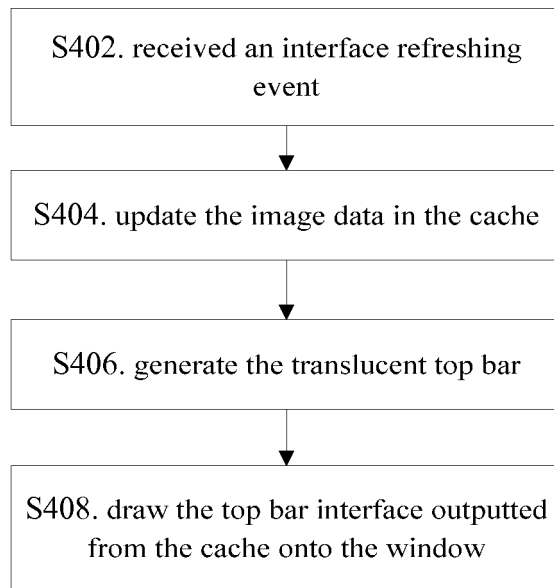 S402. received an interface refreshing
event
S404. update the image data in the cache
S406. generate the translucent top bar
S408. draw the top bar interface outputted
from the cache onto the window